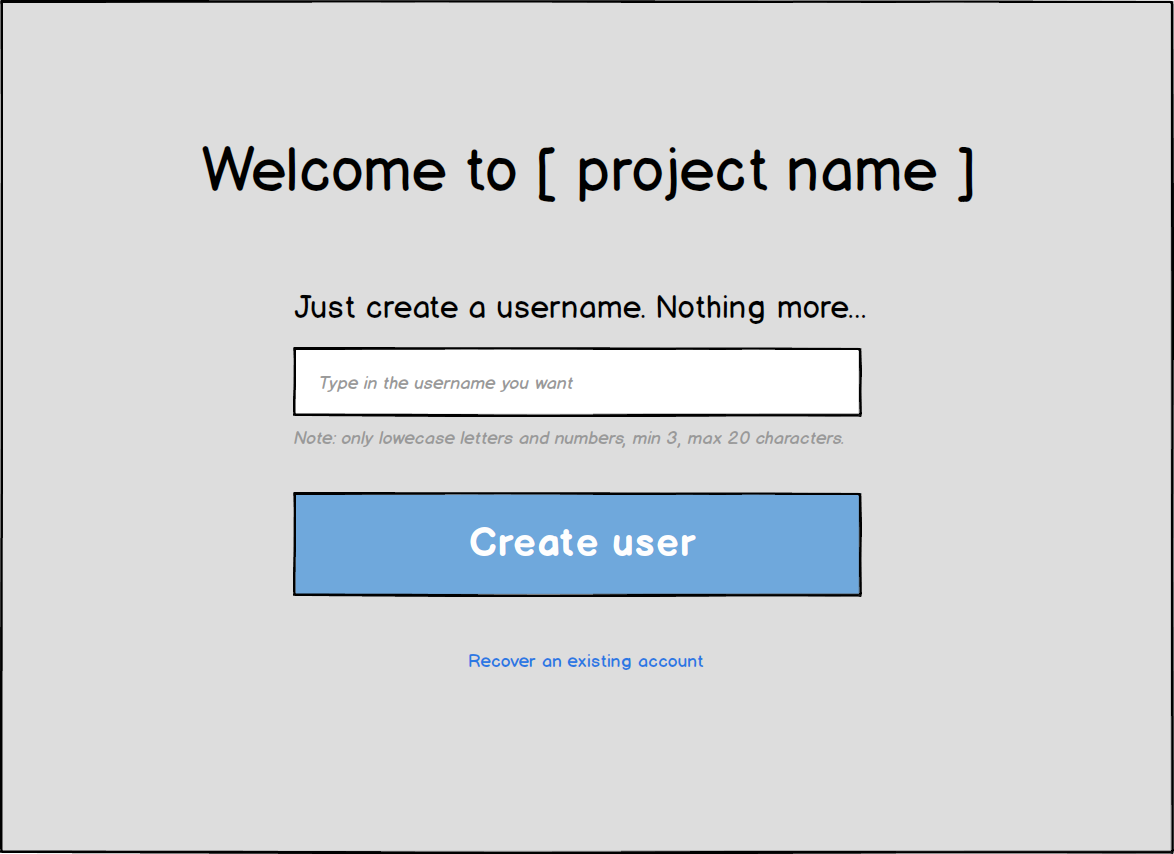 Welcome to [ project name ]
Just create a username. Nothing more...
Type in the username you want
Note: only lowecase letters and numbers, min 3, max 20 characters.
Create user
Recover an existing account